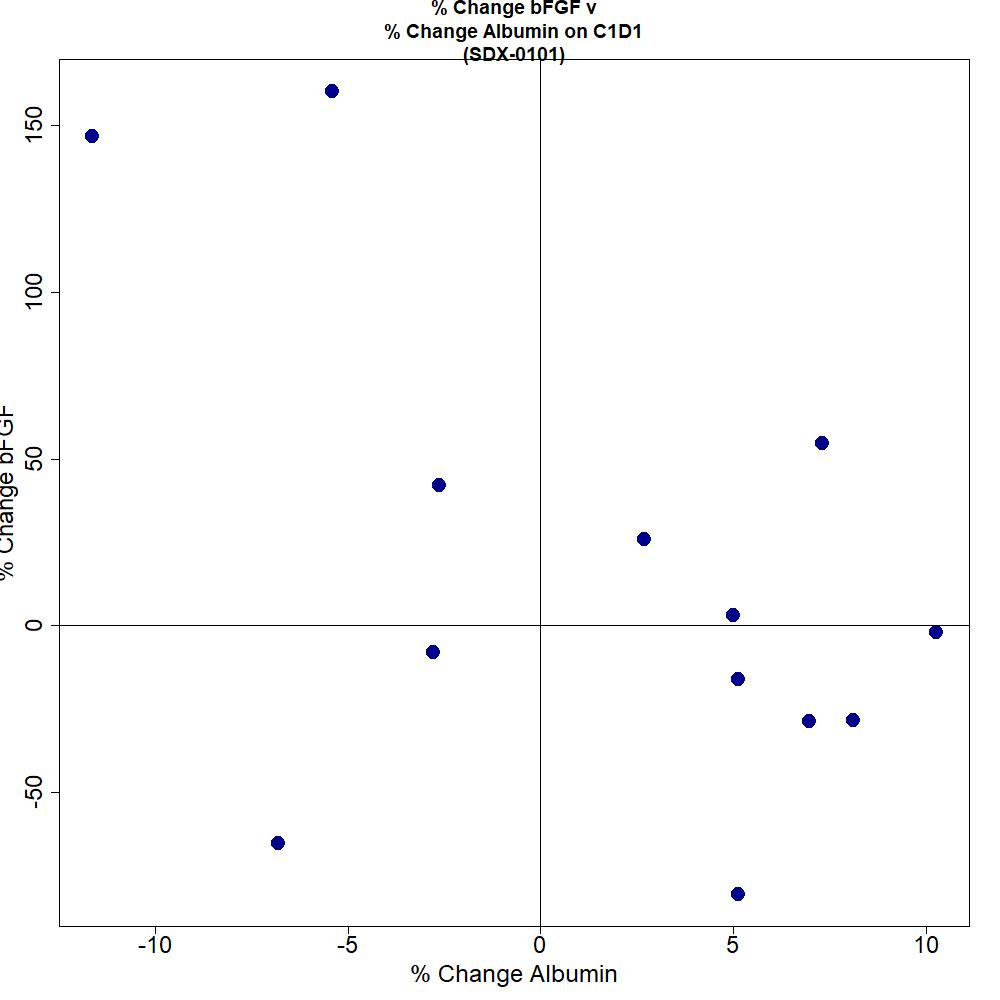 % Change bFGF v
% Change Albumin on C1D1
(SDX-0101)
150
100
50
0
-50
% Change bFGF
-10
-5
0
5
10
% Change Albumin